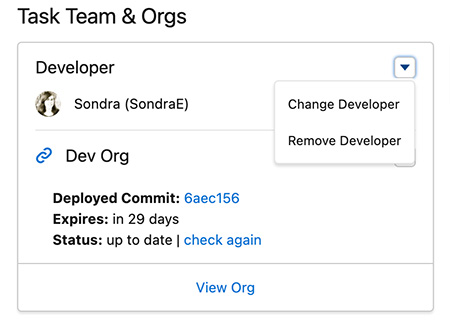 Task Team & Orgs
Developer
Sondra (SondraE)
Change Developer
Remove Developer
Dev Org
Deployed Commit: 6aec156
Expires: in 29 days
Status: up to date | check again
View Org